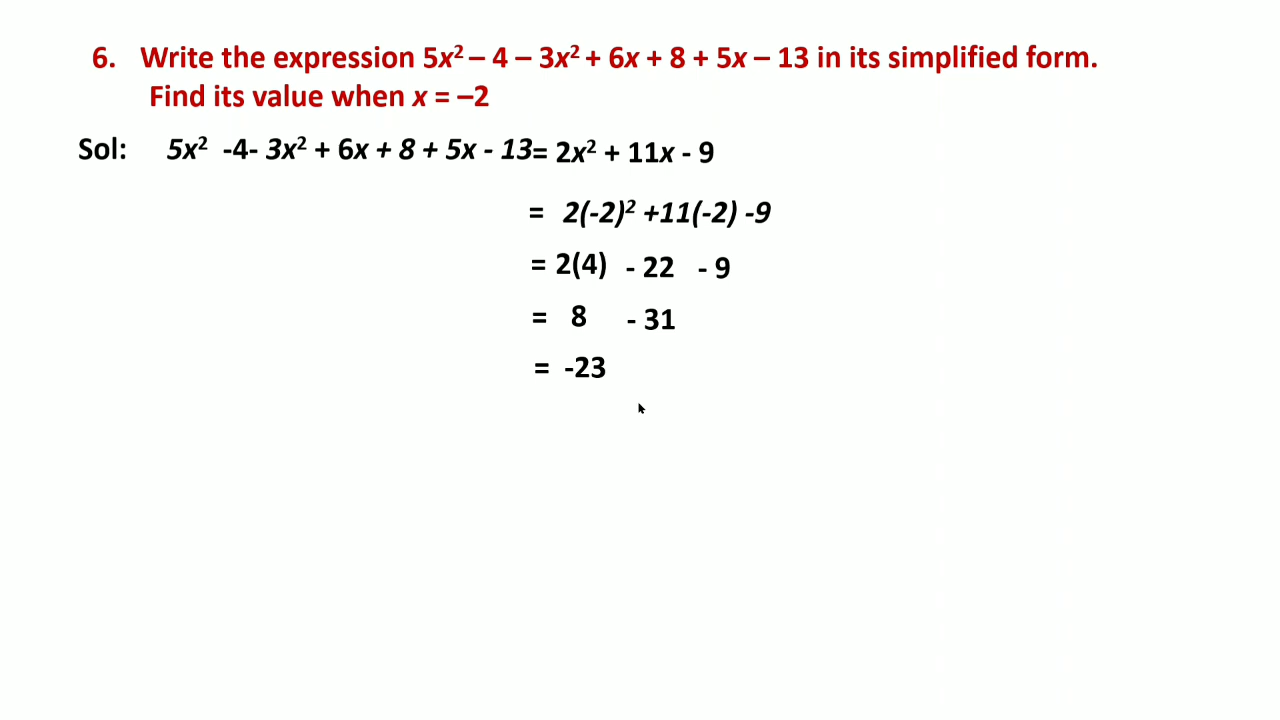 6. Write the expression 5x² – 4 – 3x² + 6x + 8 + 5x – 13 in its simplified form.
Find its value when x = –2
Sol: 5x² -4- 3x² + 6x + 8 + 5x - 13= 2x² + 11x - 9
= 2(-2)² +11(-2) -9
= 2(4) - 22 - 9
= 8 - 31
= -23